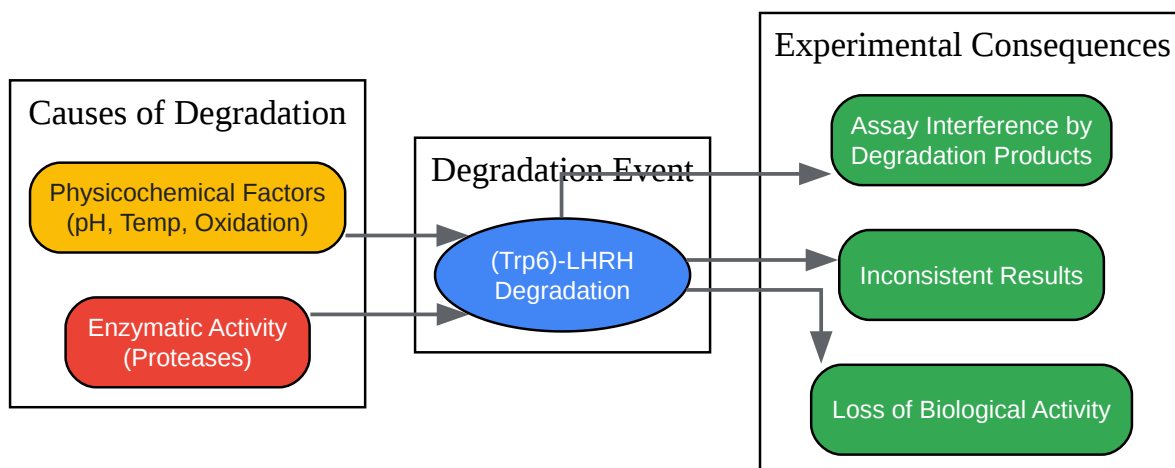 Causes of Degradation
Physicochemical Factors
(pH, Temp, Oxidation)
Enzymatic Activity
(Proteases)
Degradation Event
(Trp6)-LHRH
Degradation
Experimental Consequences
Assay Interference by
Degradation Products
Inconsistent Results
Loss of Biological Activity